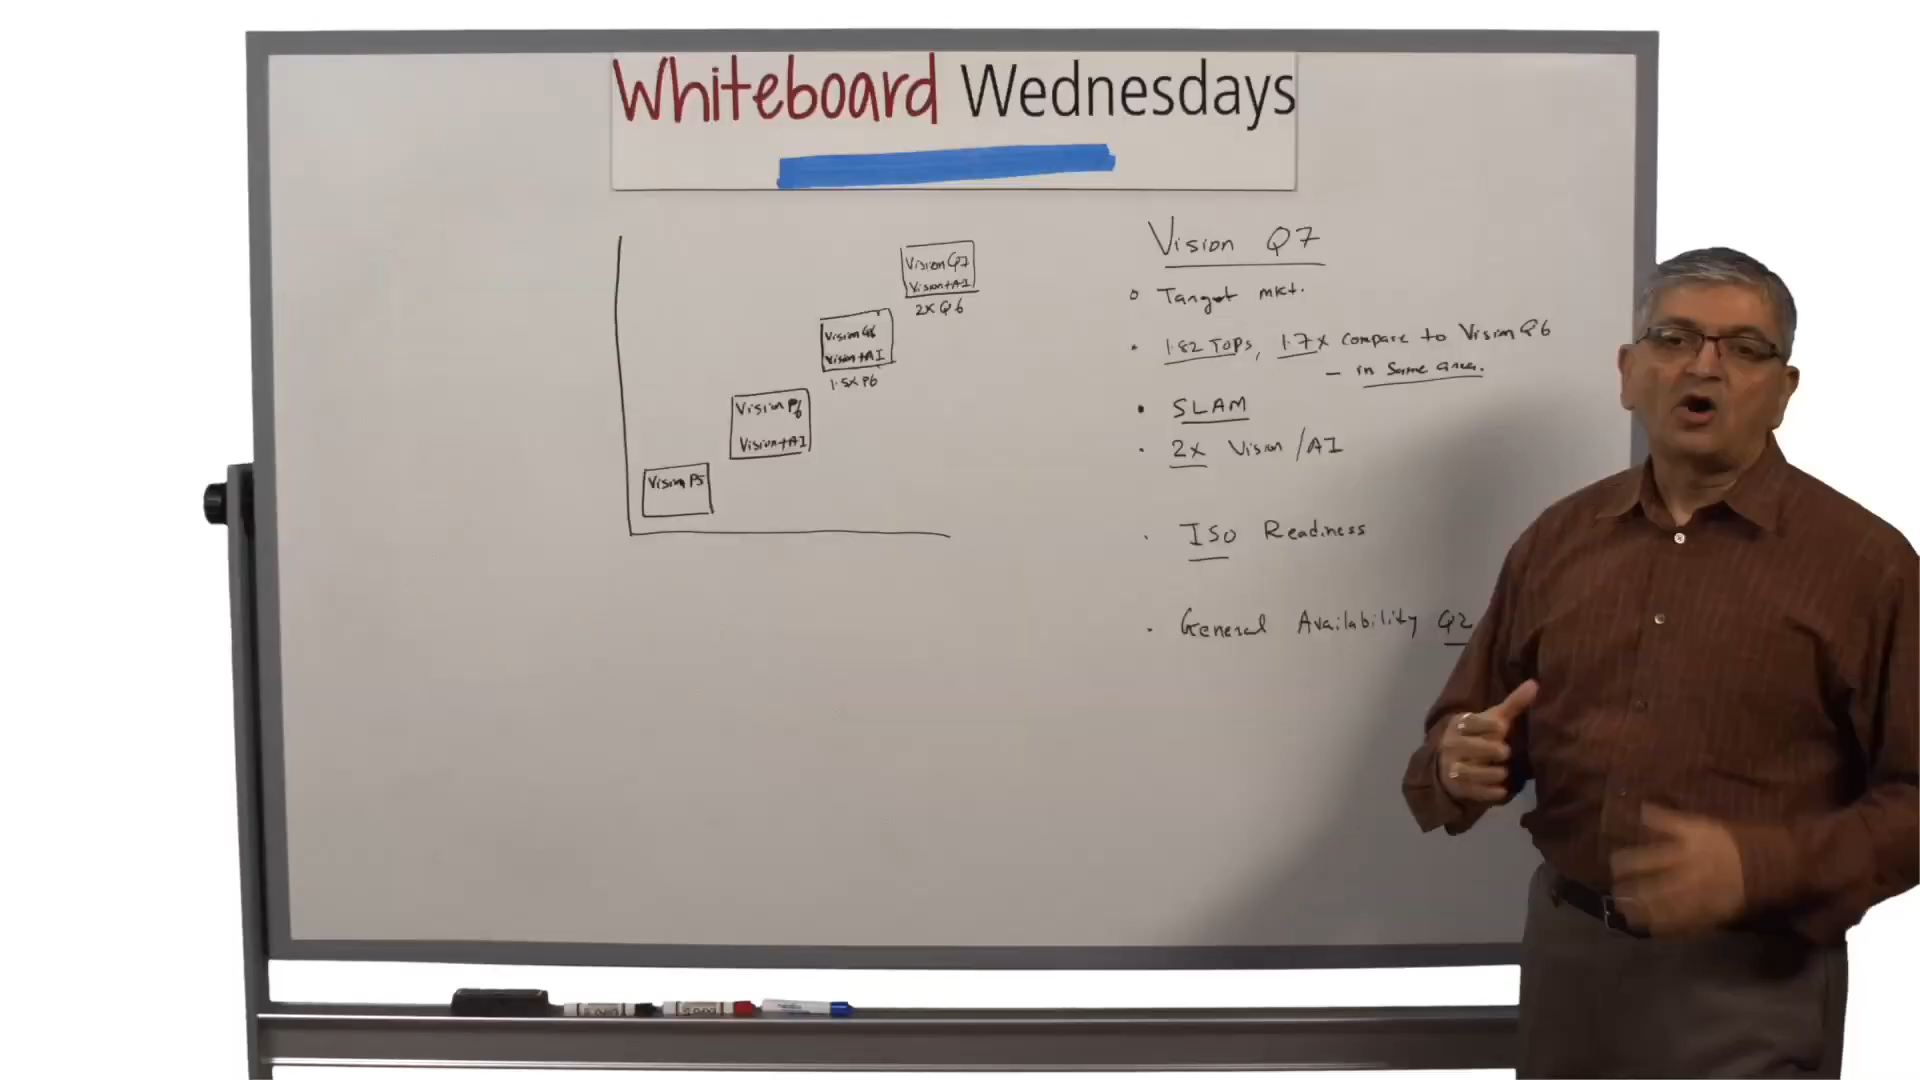 Whiteboard Wednesdays
Vision Q7
Vision+AI
2x Q6
Vision Q6
Vision+AI
1.5x P6
Vision P6
Vision+AI
Vision P5
Vision Q7
Target mkt.
1.82 TOPS, 1.7x compare to Vision Q6
– in same area.
SLAM
2x Vision / AI
ISO Readiness
General Availability Q2